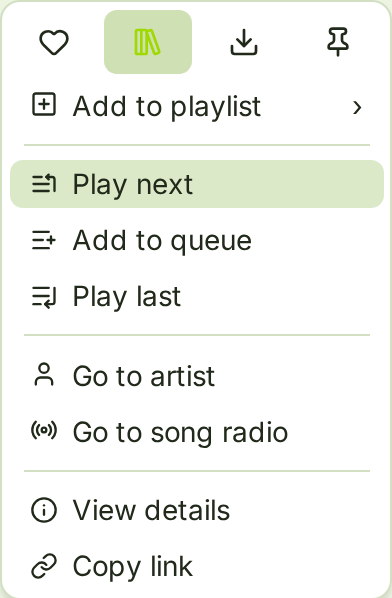 Add to playlist
Play next
Add to queue
Play last
Go to artist
Go to song radio
View details
Copy link